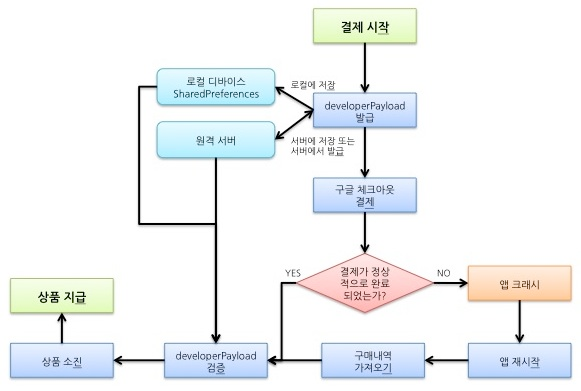 결제 시작
로컬 디바이스
SharedPreferences
로컬에 저장
developerPayload
발급
원격 서버
서버에 저장 또는
서버에서 발급
구글 체크아웃
결제
결제가 정상
적으로 완료
되었는가?
YES
NO
앱 크래시
상품 지급
상품 소진
developerPayload
검증
구매내역
가져오기
앱 재시작